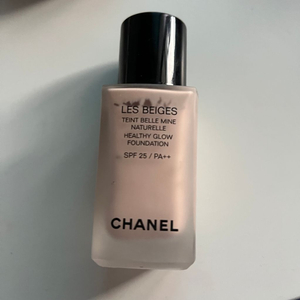 LES BEIGES
TEINT BELLE MINE
NATURELLE
HEALTHY GLOW
FOUNDATION
SPF 25 / PA++
CHANEL